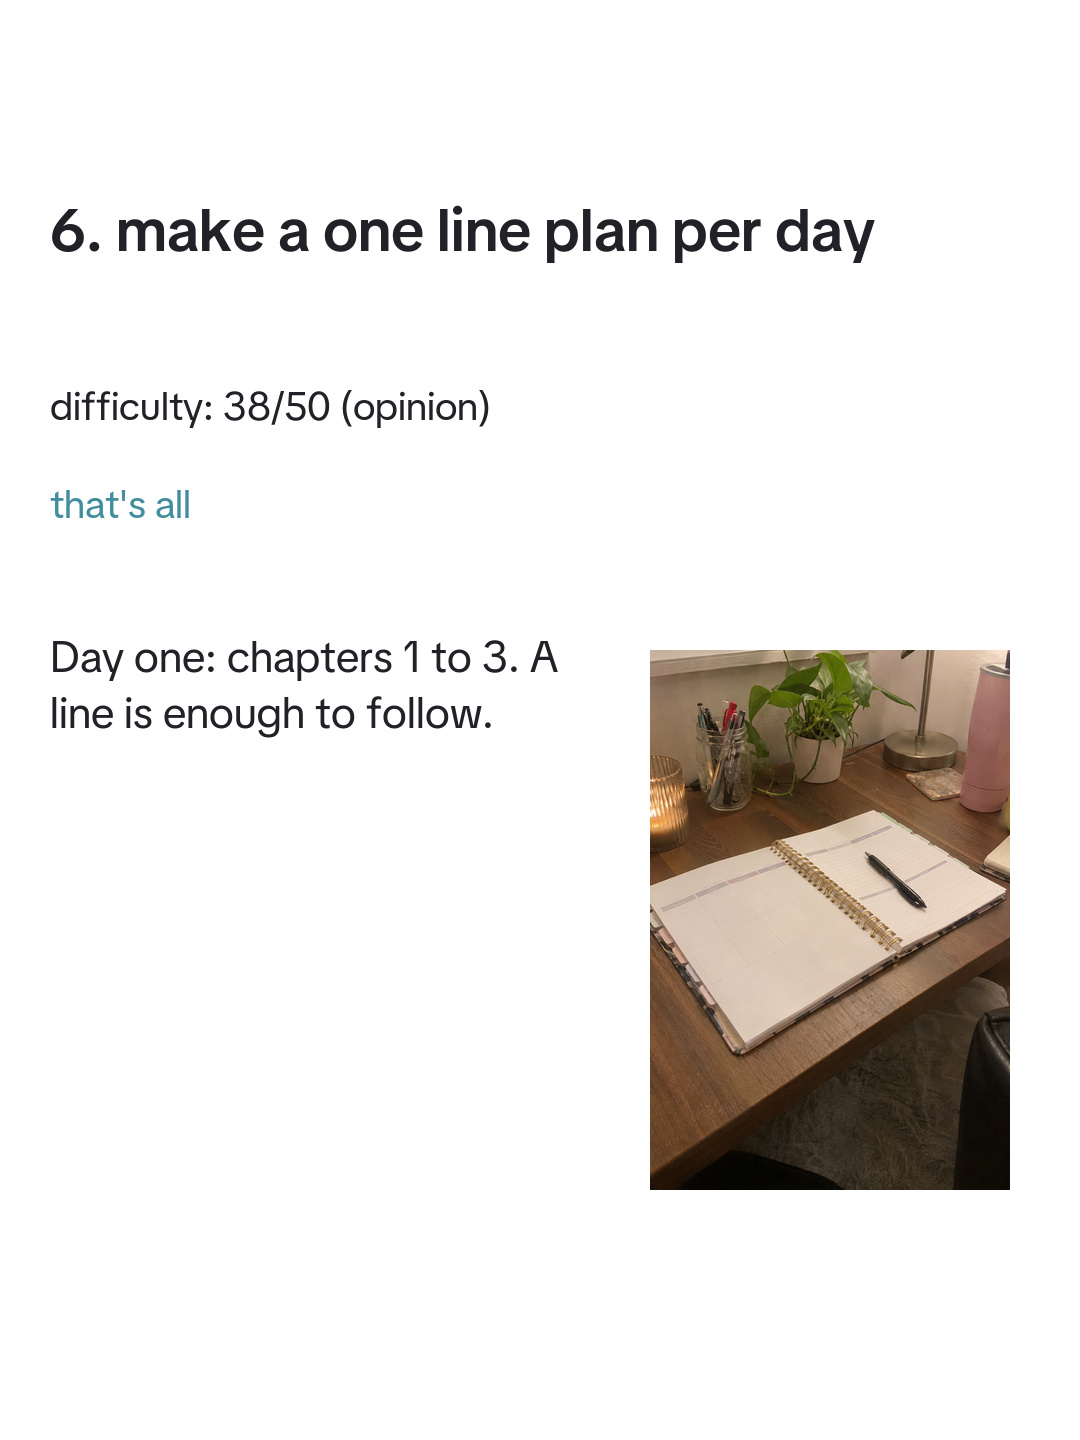 6. make a one line plan per day
difficulty: 38/50 (opinion)
that's all
Day one: chapters 1 to 3. A
line is enough to follow.